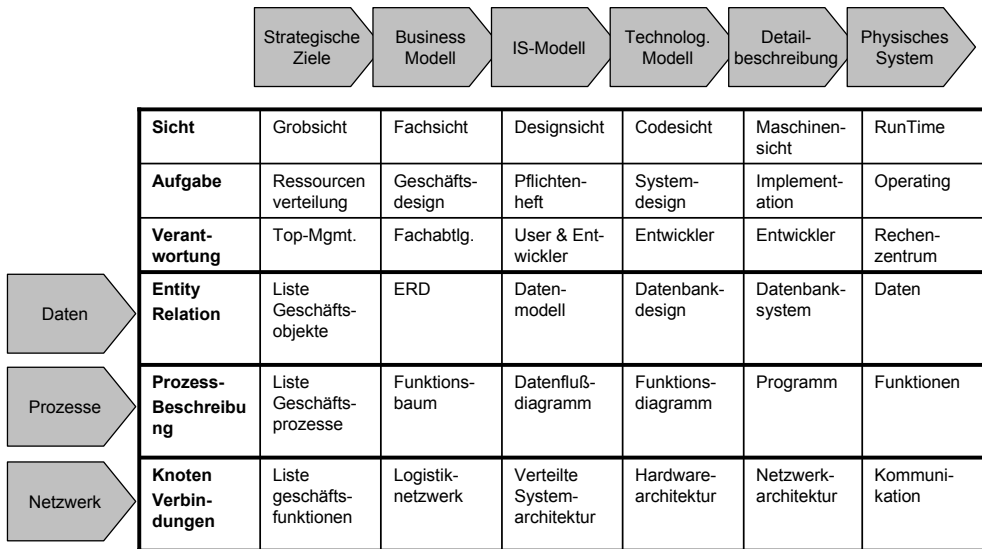 Strategische
Ziele
Business
Modell
IS-Modell
Technolog.
Modell
Detail-
beschreibung
Physisches
System
Sicht
Grobsicht
Fachsicht
Designsicht
Codesicht
Maschinen-
sicht
RunTime
Aufgabe
Ressourcen
verteilung
Geschäfts-
design
Pflichten-
heft
System-
design
Implement-
ation
Operating
Verant-
wortung
Top-Mgmt.
Fachabtlg.
User & Ent-
wickler
Entwickler
Entwickler
Rechen-
zentrum
Daten
Entity
Relation
Liste
Geschäfts-
objekte
ERD
Daten-
modell
Datenbank-
design
Datenbank-
system
Daten
Prozesse
Prozess-
Beschreibu
ng
Liste
Geschäfts-
prozesse
Funktions-
baum
Datenfluß-
diagramm
Funktions-
diagramm
Programm
Funktionen
Netzwerk
Knoten
Verbin-
dungen
Liste
geschäfts-
funktionen
Logistik-
netzwerk
Verteilte
System-
architektur
Hardware-
architektur
Netzwerk-
architektur
Kommuni-
kation